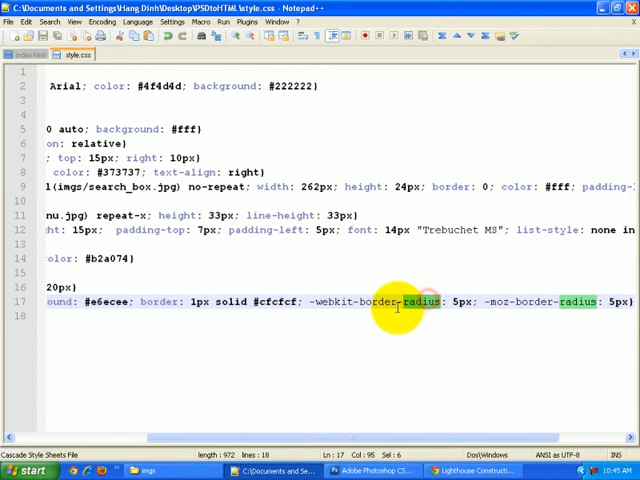 C:\Documents and Settings\Hang Dinh\Desktop\PSDtoHTML\style.css - Notepad++
File Edit Search View Encoding Language Settings Macro Run Plugins Window ?
X
index.html style.css
1
2 Arial; color: #4f4d4d; background: #222222}
3
4
5 0 auto; background: #fff}
6 on: relative}
7 ; top: 15px; right: 10px}
8 color: #373737; text-align: right}
9 l(imgs/search_box.jpg) no-repeat; width: 262px; height: 24px; border: 0; color: #fff; padding-l
10
11 nu.jpg) repeat-x; height: 33px; line-height: 33px}
12 ht: 15px; padding-top: 7px; padding-left: 5px; font: 14px "Trebuchet MS"; list-style: none in
13
14 olor: #b2a074}
15
16 20px}
17 ound: #e6ecee; border: 1px solid #cfcfcf; -webkit-border-radius: 5px; -moz-border-radius: 5px}
18
Cascade Style Sheets File length : 972 lines : 18 Ln : 17 Col : 95 Sel : 6 Dos\Windows ANSI as UTF-8 INS
start imgs C:\Documents and Se... Adobe Photoshop CS... Lighthouse Constructi... 10:45 AM